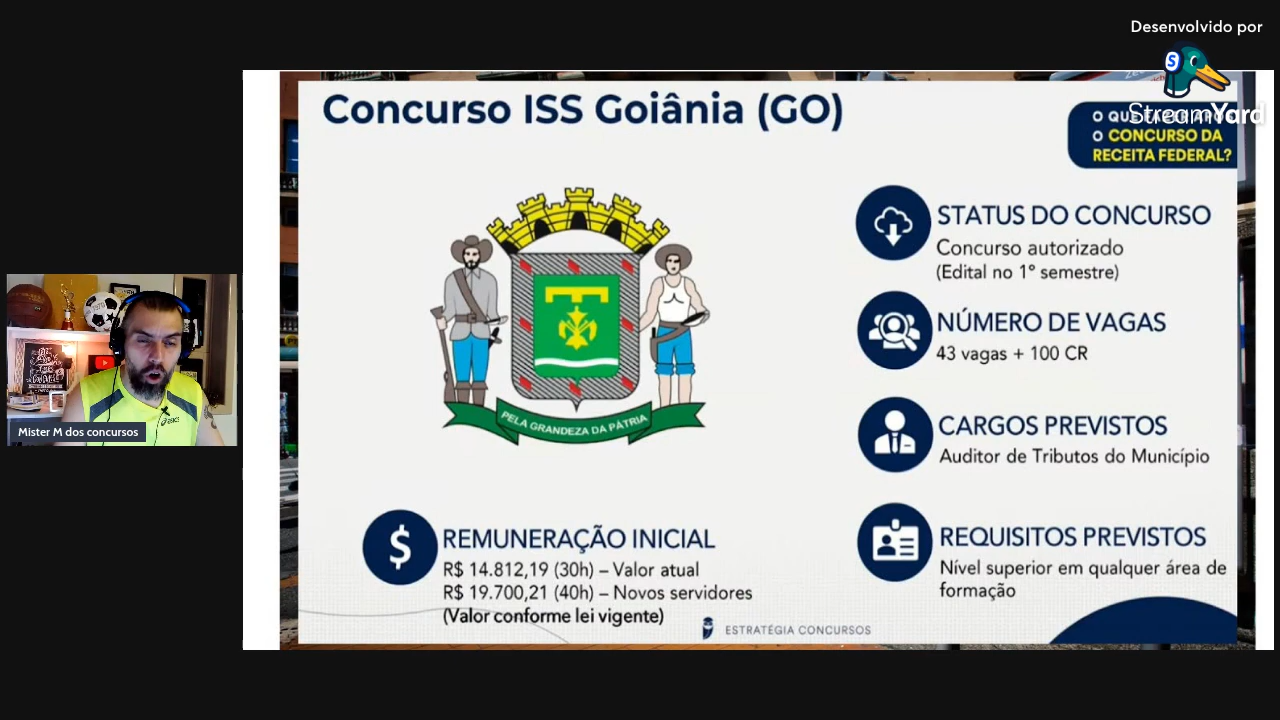 Desenvolvido por
StreamYard
Concurso ISS Goiânia (GO)
O CONCURSO DA
RECEITA FEDERAL?
STATUS DO CONCURSO
Concurso autorizado
(Edital no 1º semestre)
NÚMERO DE VAGAS
43 vagas + 100 CR
CARGOS PREVISTOS
Auditor de Tributos do Município
REQUISITOS PREVISTOS
Nível superior em qualquer área de
formação
PELA GRANDEZA DA PÁTRIA
REMUNERAÇÃO INICIAL
R$ 14.812,19 (30h) – Valor atual
R$ 19.700,21 (40h) – Novos servidores
(Valor conforme lei vigente)
ESTRATÉGIA CONCURSOS
Mister M dos concursos